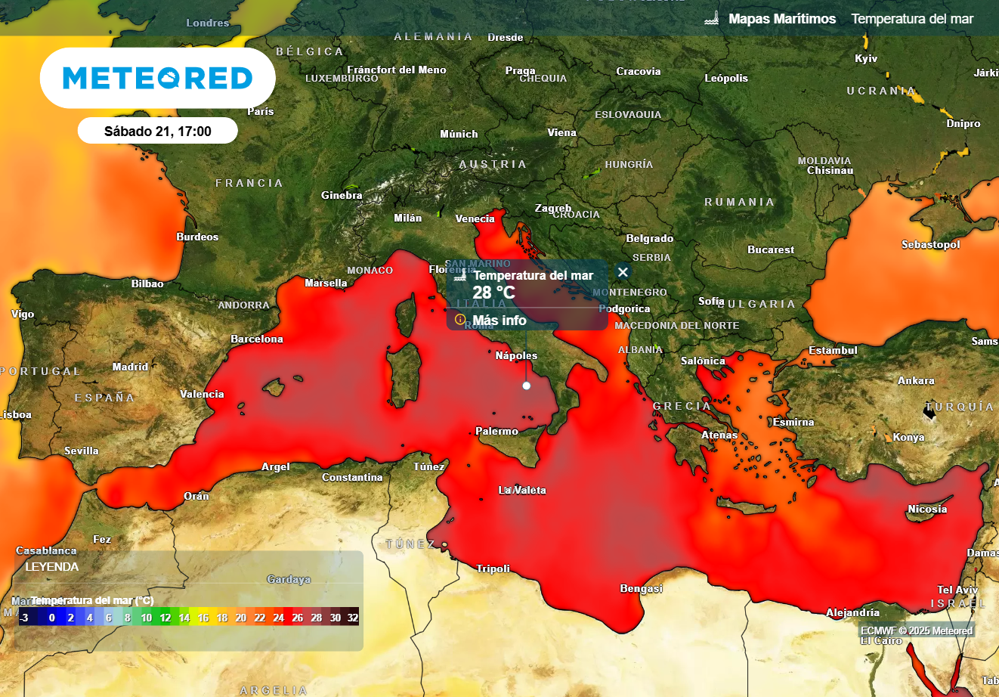 Londres
ALEMANIA
Dresde
Mapas Marítimos Temperatura del mar
BÉLGICA
Kyiv
METEORED
LUXEMBURGO
Fráncfort del Meno
Praga
CHEQUIA
Cracovia
Leópolis
UCRANIA
París
ESLOVAQUIA
Dnipro
Sábado 21, 17:00
Múnich
Viena
AUSTRIA
HUNGRÍA
MOLDAVIA
Chisinau
FRANCIA
Ginebra
Zagreb
CROACIA
RUMANIA
Milán
Venecia
Burdeos
Belgrado
Bucarest
Sebastopol
SERBIA
MONACO
Florencia
SAN MARINO
Temperatura del mar
28 °C
Más info
Bilbao
Marsella
MONTENEGRO
ANDORRA
ITALIA
Podgorica
Sofía
BULGARIA
Vigo
Roma
MACEDONIA DEL NORTE
Barcelona
Nápoles
ALBANIA
Salónica
Estambul
PORTUGAL
Madrid
Ankara
ESPAÑA
Valencia
GRECIA
TURQUÍA
Lisboa
Esmirna
Palermo
Atenas
Konya
Sevilla
Argel
Constantina
Túnez
Orán
La Valeta
Nicosia
Fez
TÚNEZ
Casablanca
LEYENDA
Trípoli
Gardaya
Bengasi
Tel Aviv
Temperatura del mar (°C)
-3 0 2 4 6 8 10 12 14 16 18 20 22 24 26 28 30 32
ISRAEL
Alejandría
ECMWF © 2025 Meteored
El Cairo
ARGELIA